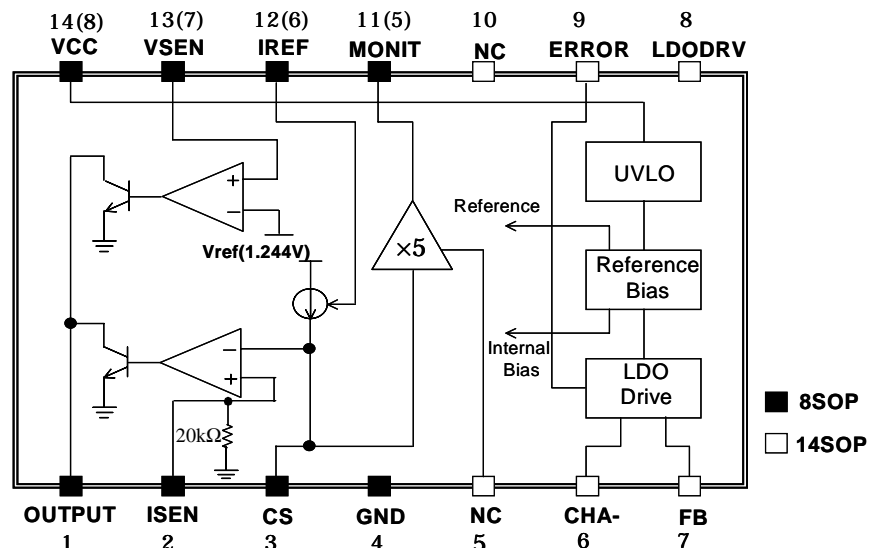 14(8) 13(7) 12(6) 11(5) 10 9 8
VCC VSEN IREF MONIT NC ERROR LDODRV
UVLO
+
−
Reference
Vref(1.244V)
×5
Reference
Bias
−
+
Internal
Bias
LDO
Drive
20kΩ
8SOP
14SOP
OUTPUT ISEN CS GND NC CHA- FB
1 2 3 4 5 6 7